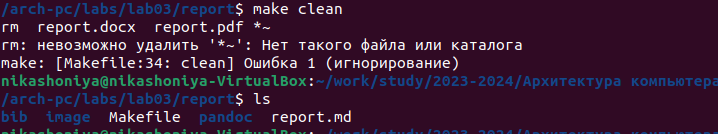 /arch-pc/labs/lab03/report$ make clean
rm  report.docx  report.pdf *~
rm: невозможно удалить '*~': Нет такого файла или каталога
make: [Makefile:34: clean] Ошибка 1 (игнорирование)
nikashoniya@nikashoniya-VirtualBox:~/work/study/2023-2024/Архитектура компьютера
/arch-pc/labs/lab03/report$ ls
bib  image  Makefile  pandoc  report.md